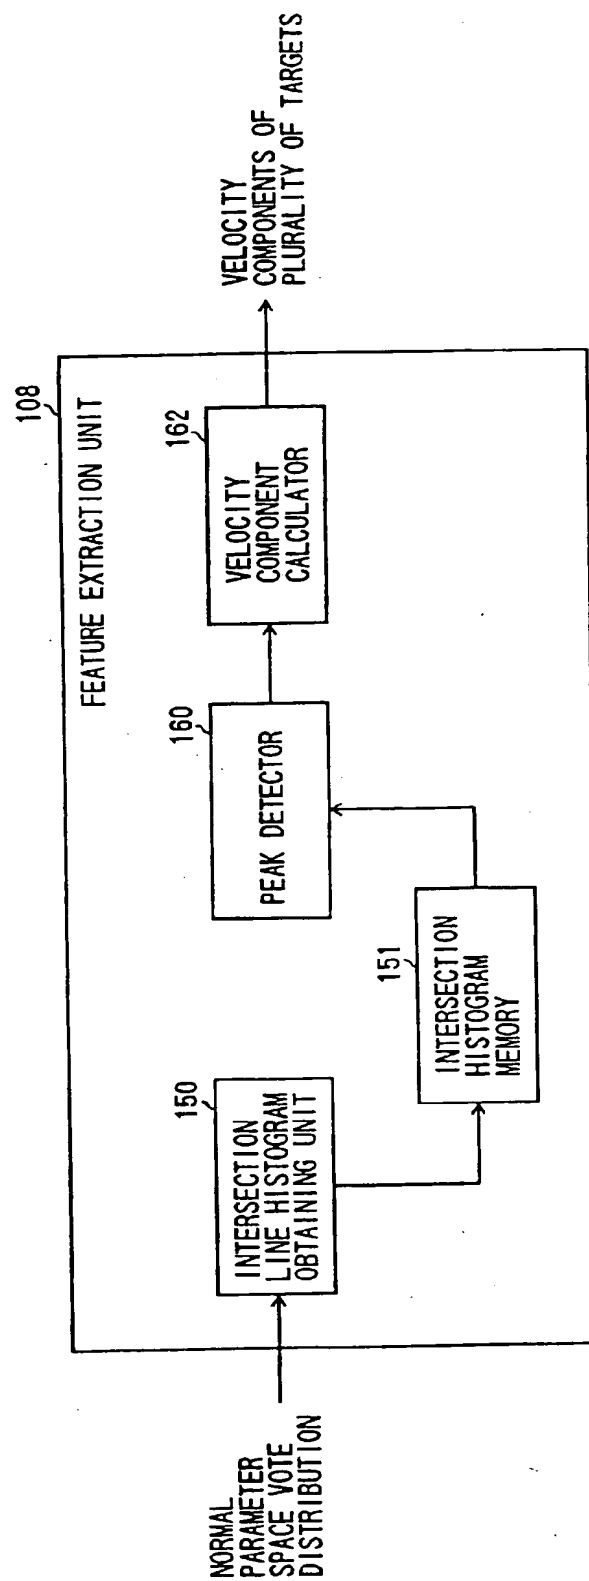 108
FEATURE EXTRACTION UNIT
NORMAL
PARAMETER
SPACE VOTE
DISTRIBUTION
150
INTERSECTION
LINE HISTOGRAM
OBTAINING UNIT
151
INTERSECTION
HISTOGRAM
MEMORY
160
PEAK DETECTOR
162
VELOCITY
COMPONENT
CALCULATOR
VELOCITY
COMPONENTS OF
PLURALITY OF TARGETS